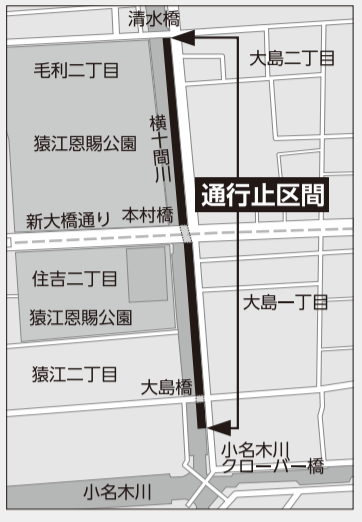 清水橋
毛利二丁目
大島二丁目
横十間川
猿江恩賜公園
通行止区間
新大橋通り
本村橋
住吉二丁目
大島一丁目
猿江恩賜公園
猿江二丁目
大島橋
小名木川
クローバー橋
小名木川